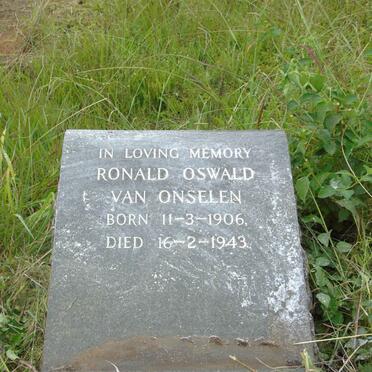 IN LOVING MEMORY
RONALD OSWALD
VAN ONSELEN
BORN 11-3-1906.
DIED 16-2-1943.